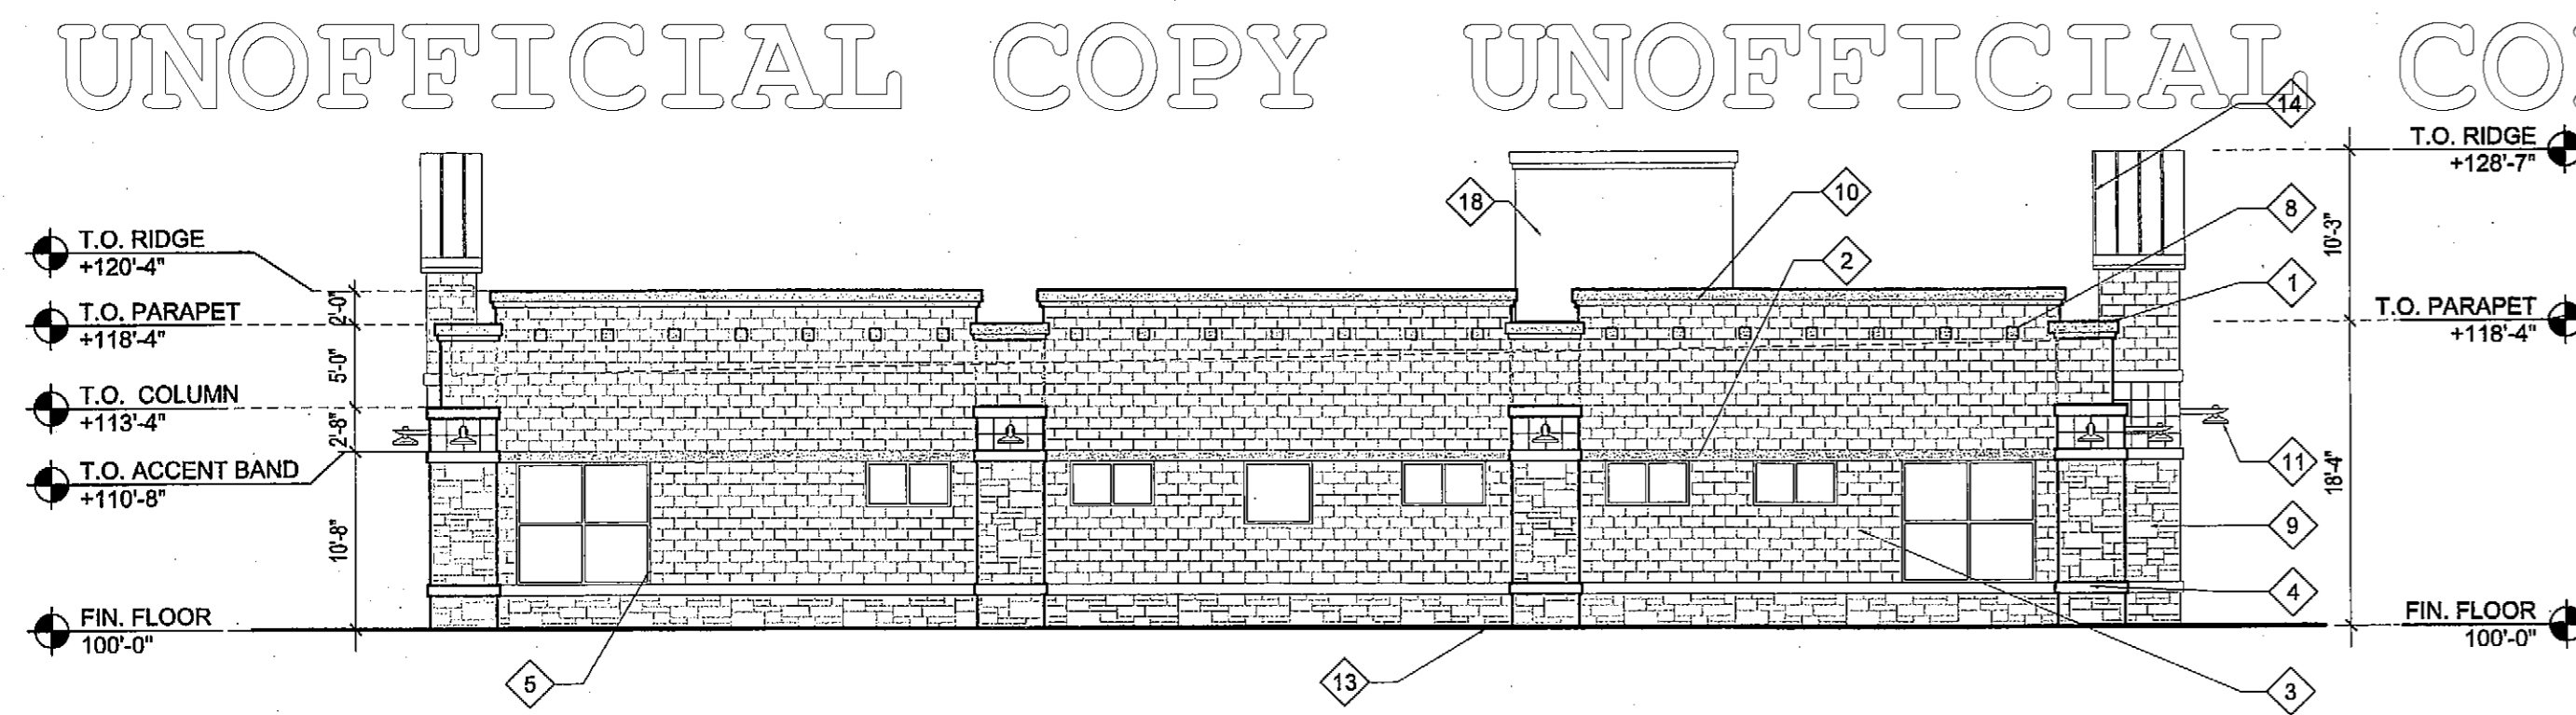 UNOFFICIAL COPY UNOFFICIAL CO
14
T.O. RIDGE
+128'-7"
18
10
8
10'-3"
T.O. RIDGE
+120'-4"
2
1
2'-0"
T.O. PARAPET
+118'-4"
T.O. PARAPET
+118'-4"
5'-0"
T.O. COLUMN
+113'-4"
2'-8"
T.O. ACCENT BAND
+110'-8"
11
18'-4"
9
10'-8"
4
FIN. FLOOR
100'-0"
FIN. FLOOR
100'-0"
5
13
3